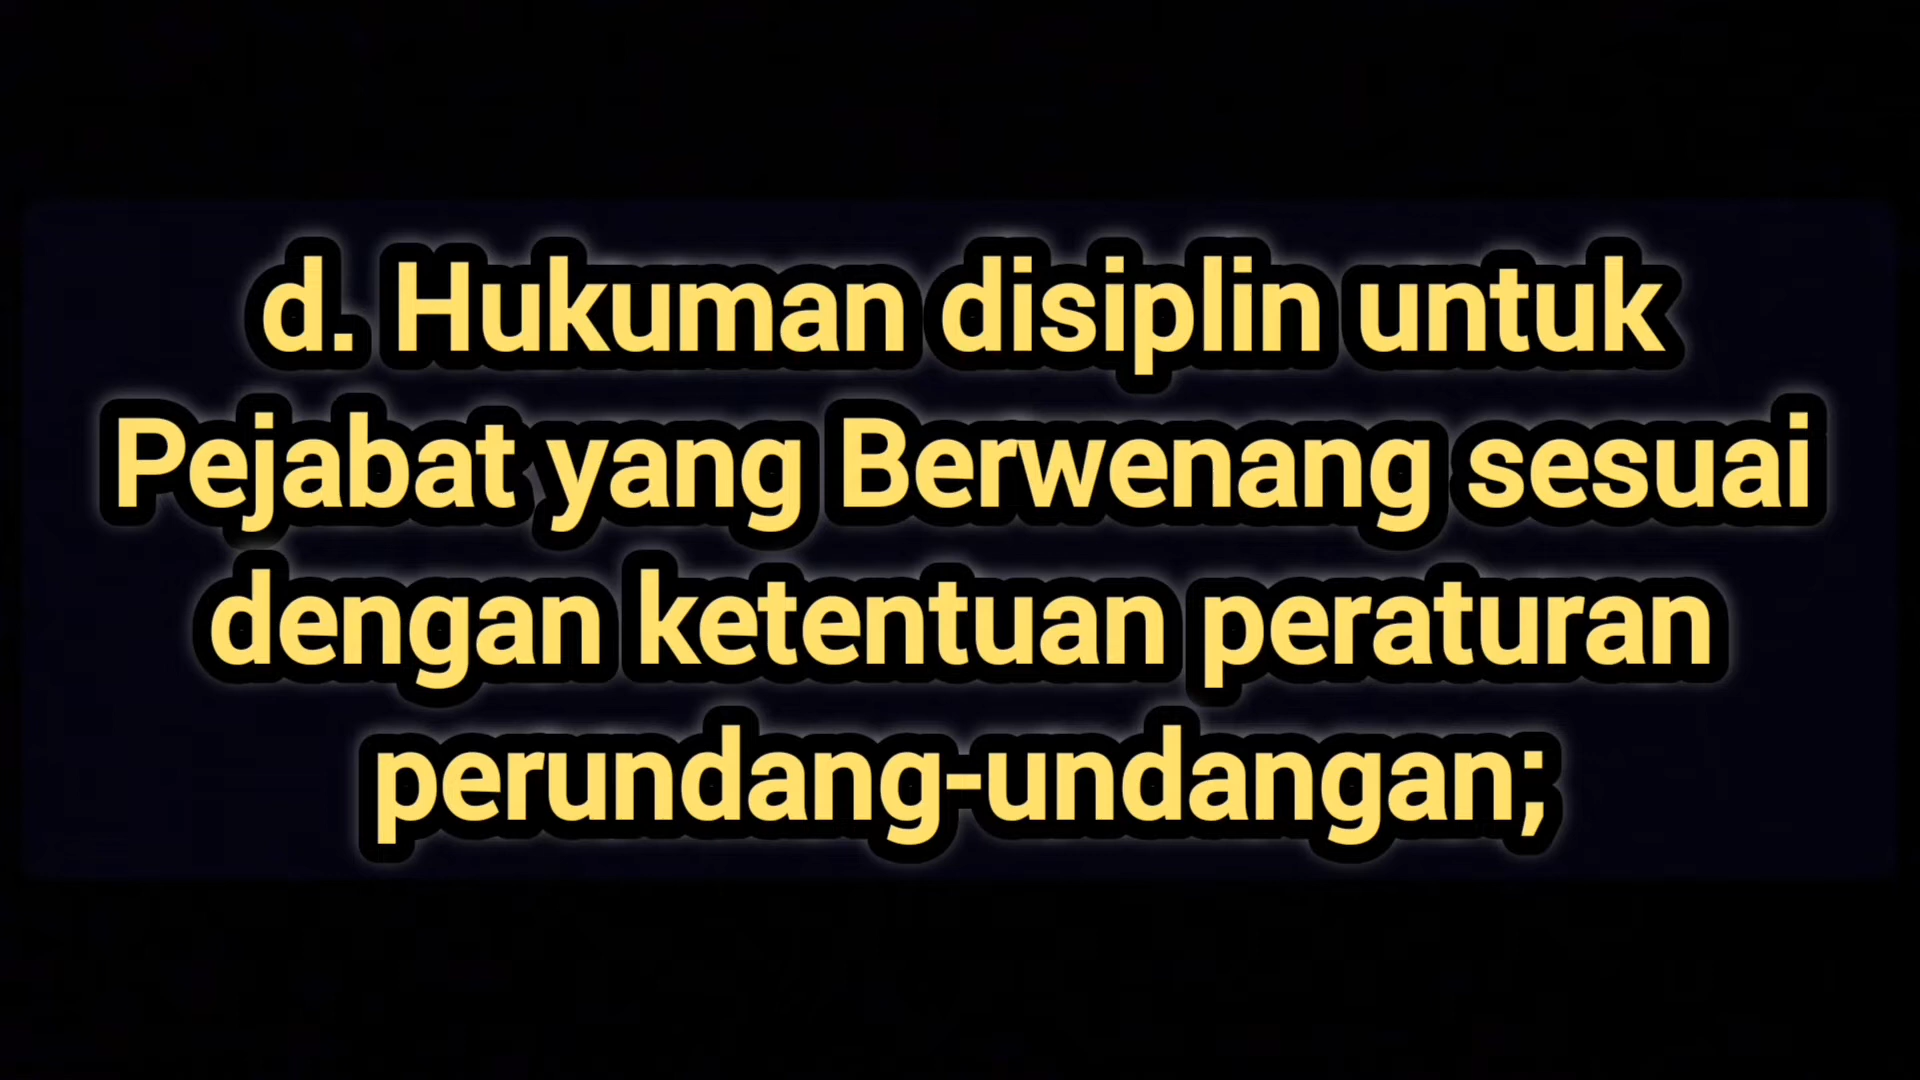 d. Hukuman disiplin untuk
Pejabat yang Berwenang sesuai
dengan ketentuan peraturan
perundang-undangan;